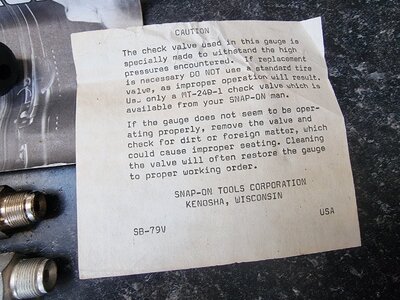 CAUTION
The check valve used in this gauge is
specially made to withstand the high
pressures encountered. If replacement
is necessary DO NOT use a standard tire
valve, as improper operation will result.
Use only a MT-24B-1 check valve which is
available from your SNAP-ON man.
If the gauge does not seem to be oper-
ating properly, remove the valve and
check for dirt or foreign matter, which
could cause improper seating. Cleaning
the valve will often restore the gauge
to proper working order.
SNAP-ON TOOLS CORPORATION
KENOSHA, WISCONSIN
USA
SB-79V